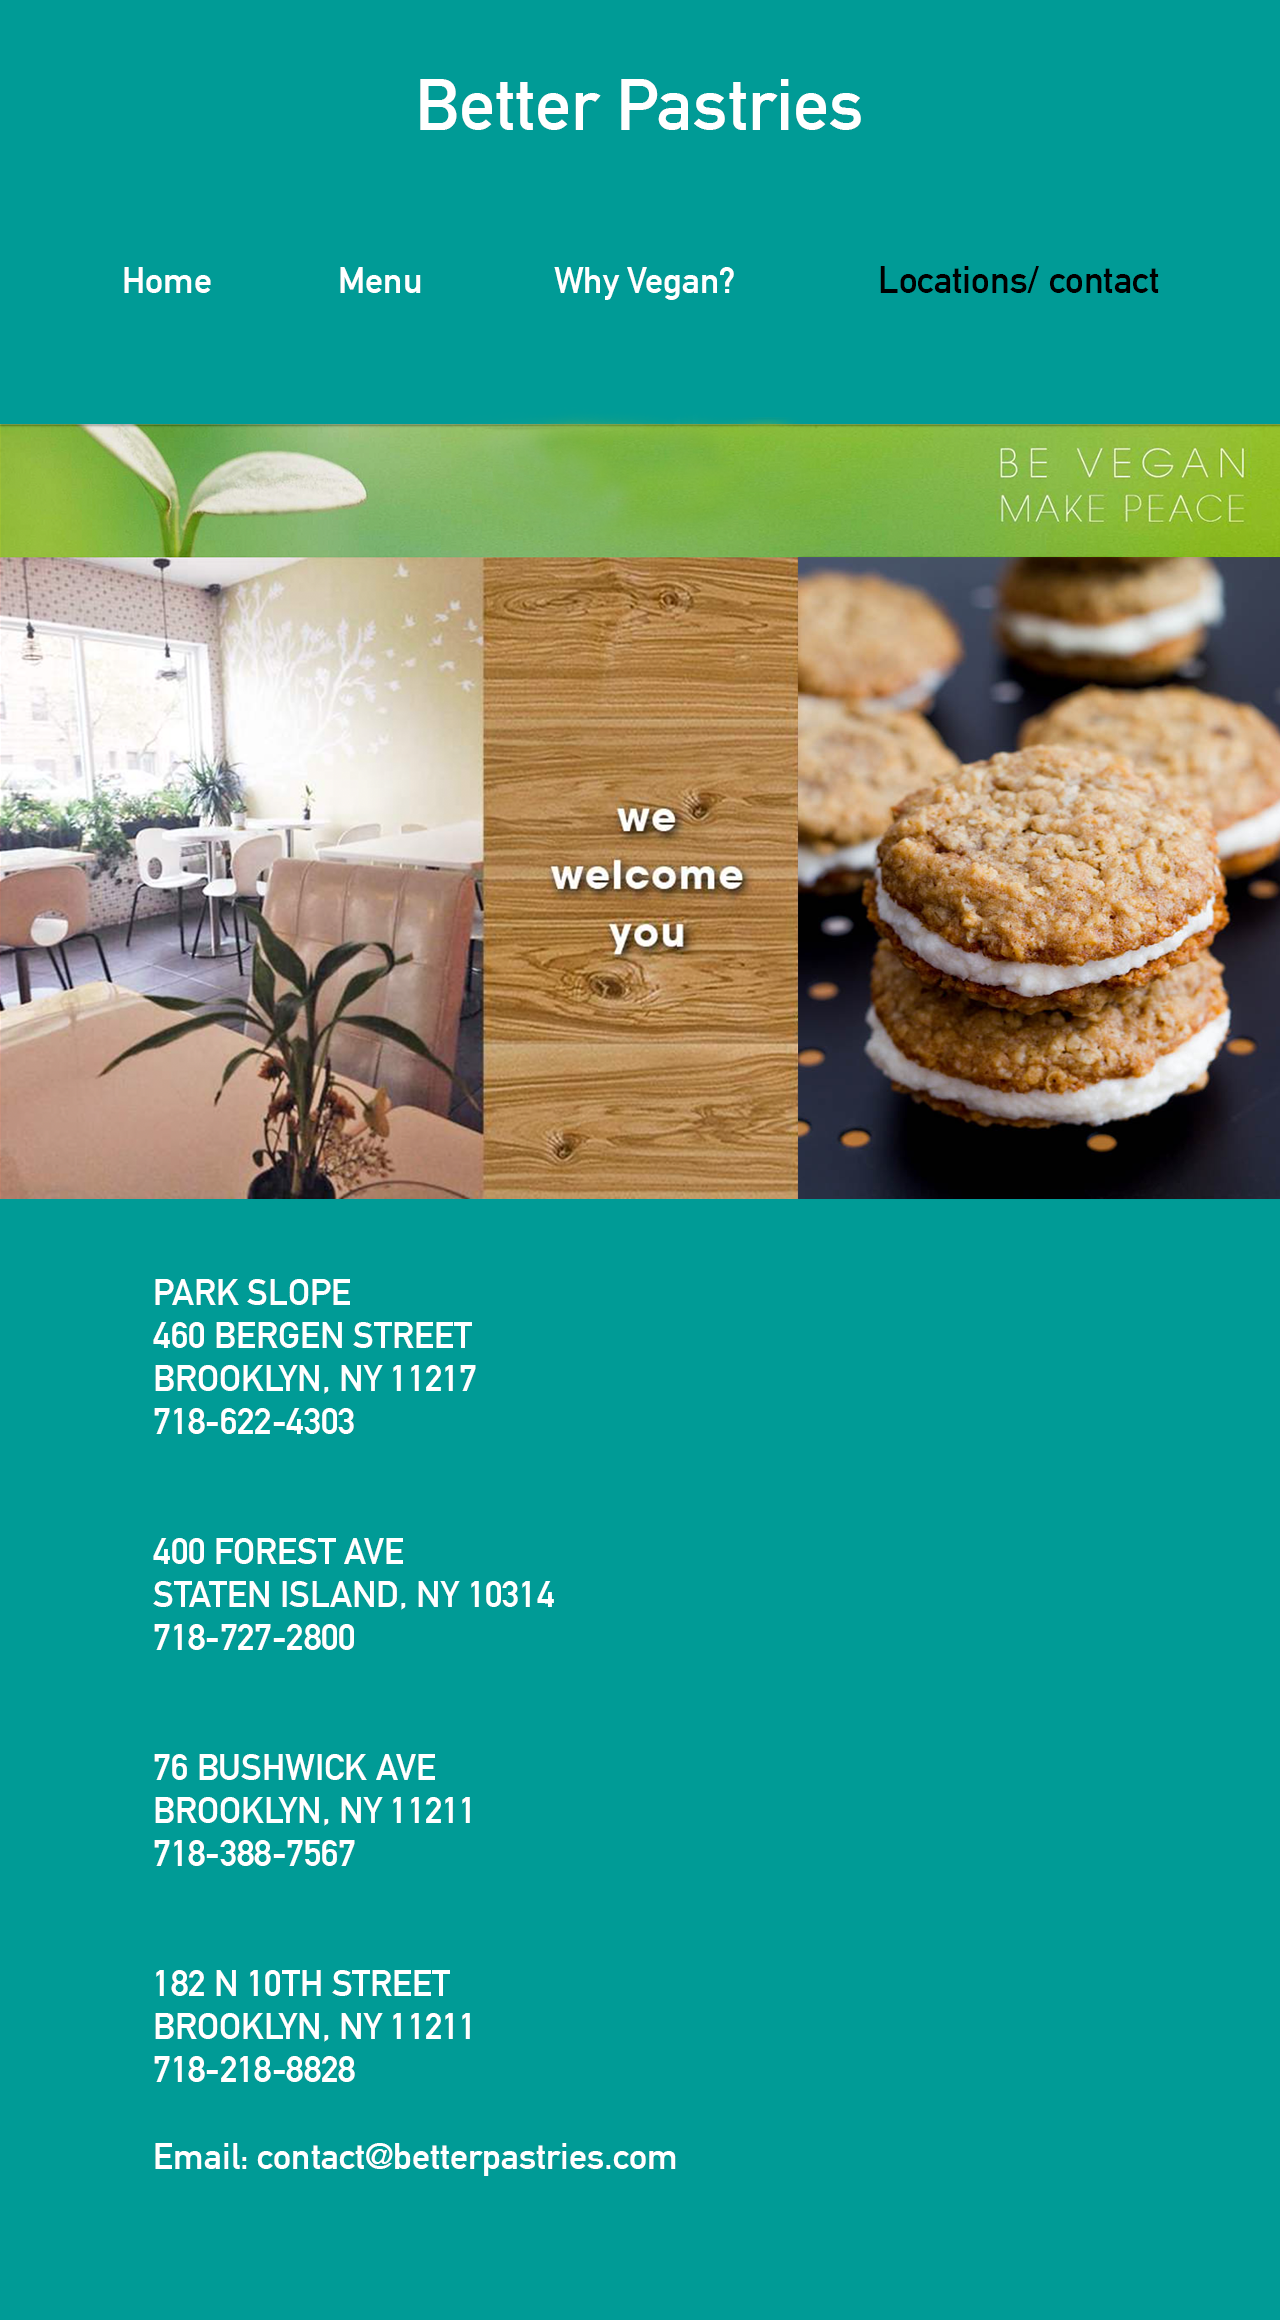 Better Pastries
Home Menu Why Vegan? Locations/ contact
BE VEGAN
MAKE PEACE
we
welcome
you
PARK SLOPE
460 BERGEN STREET
BROOKLYN, NY 11217
718-622-4303
400 FOREST AVE
STATEN ISLAND, NY 10314
718-727-2800
76 BUSHWICK AVE
BROOKLYN, NY 11211
718-388-7567
182 N 10TH STREET
BROOKLYN, NY 11211
718-218-8828
Email: contact@betterpastries.com